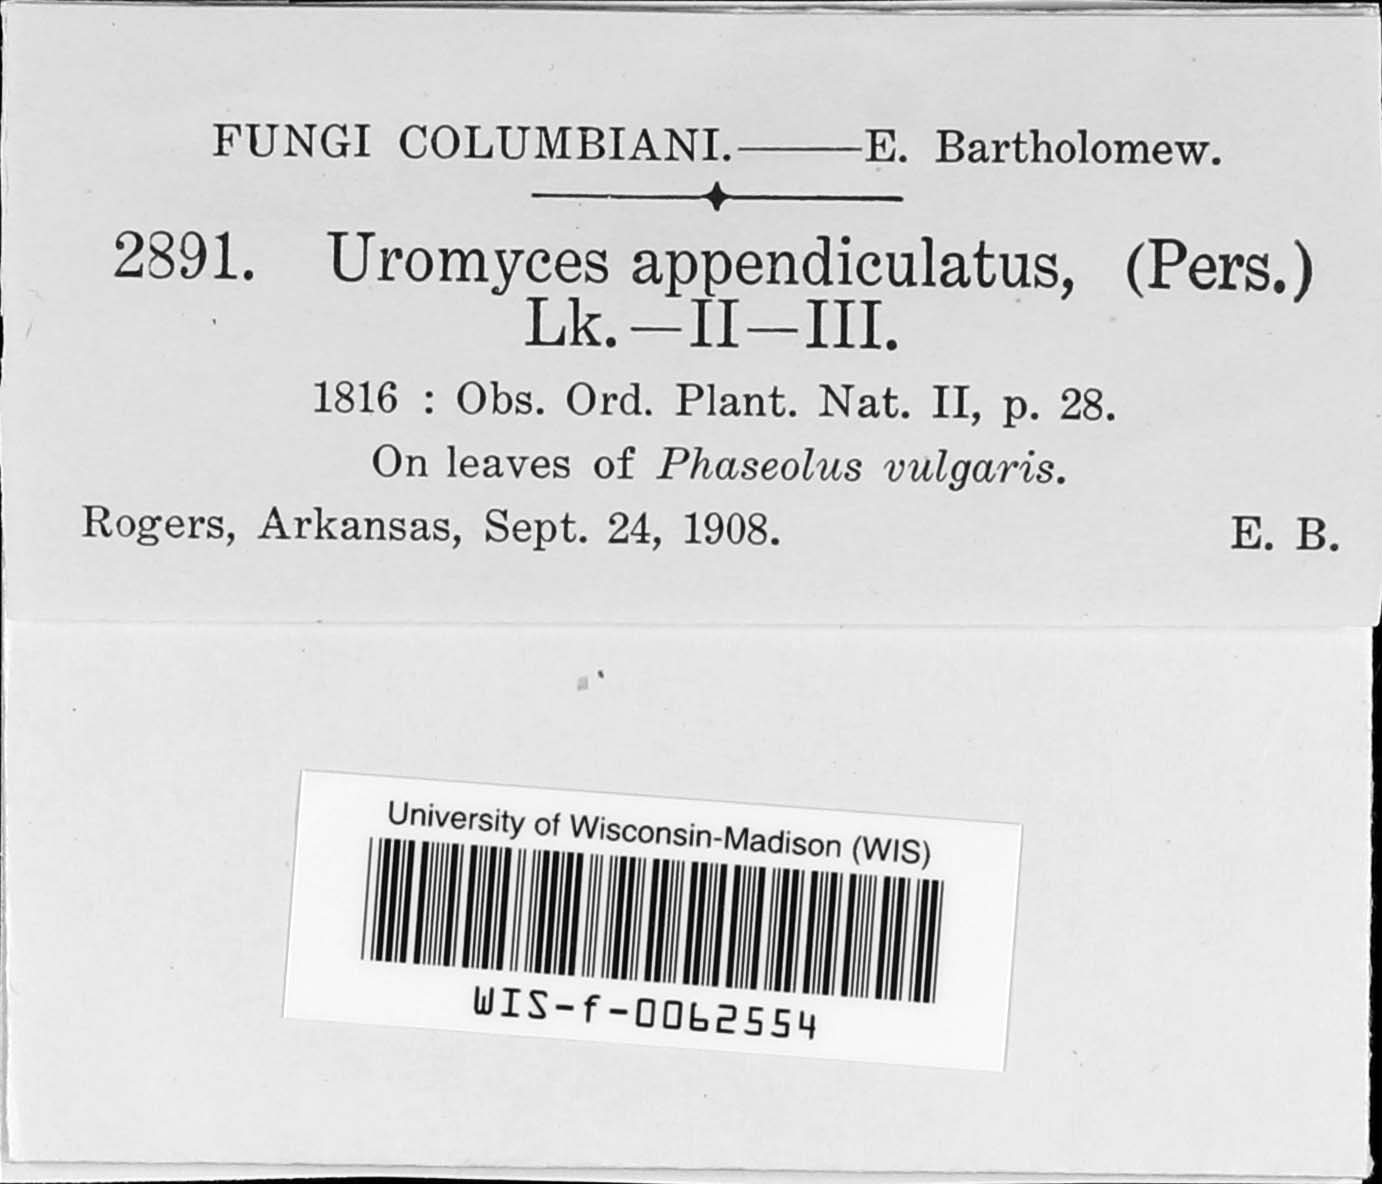 FUNGI COLUMBIANI.——E. Bartholomew.
2891. Uromyces appendiculatus, (Pers.)
Lk.—II—III.
1816 : Obs. Ord. Plant. Nat. II, p. 28.
On leaves of Phaseolus vulgaris.
Rogers, Arkansas, Sept. 24, 1908. E. B.
University of Wisconsin-Madison (WIS)
WIS-f-0062554